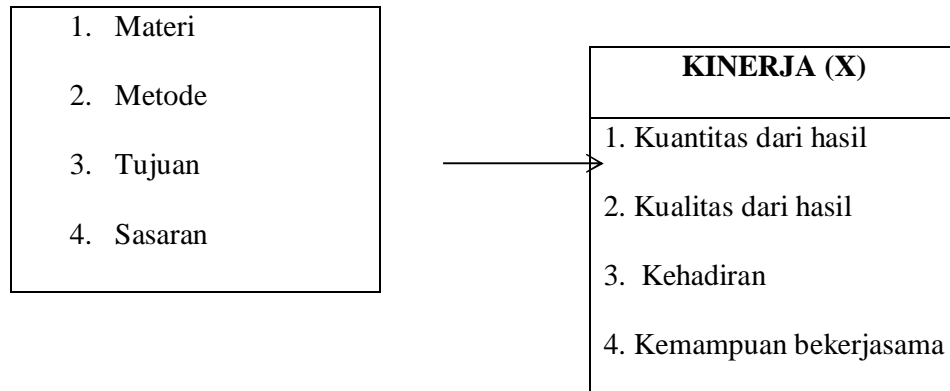 1. Materi
2. Metode
3. Tujuan
4. Sasaran
KINERJA (X)
1. Kuantitas dari hasil
2. Kualitas dari hasil
3. Kehadiran
4. Kemampuan bekerjasama